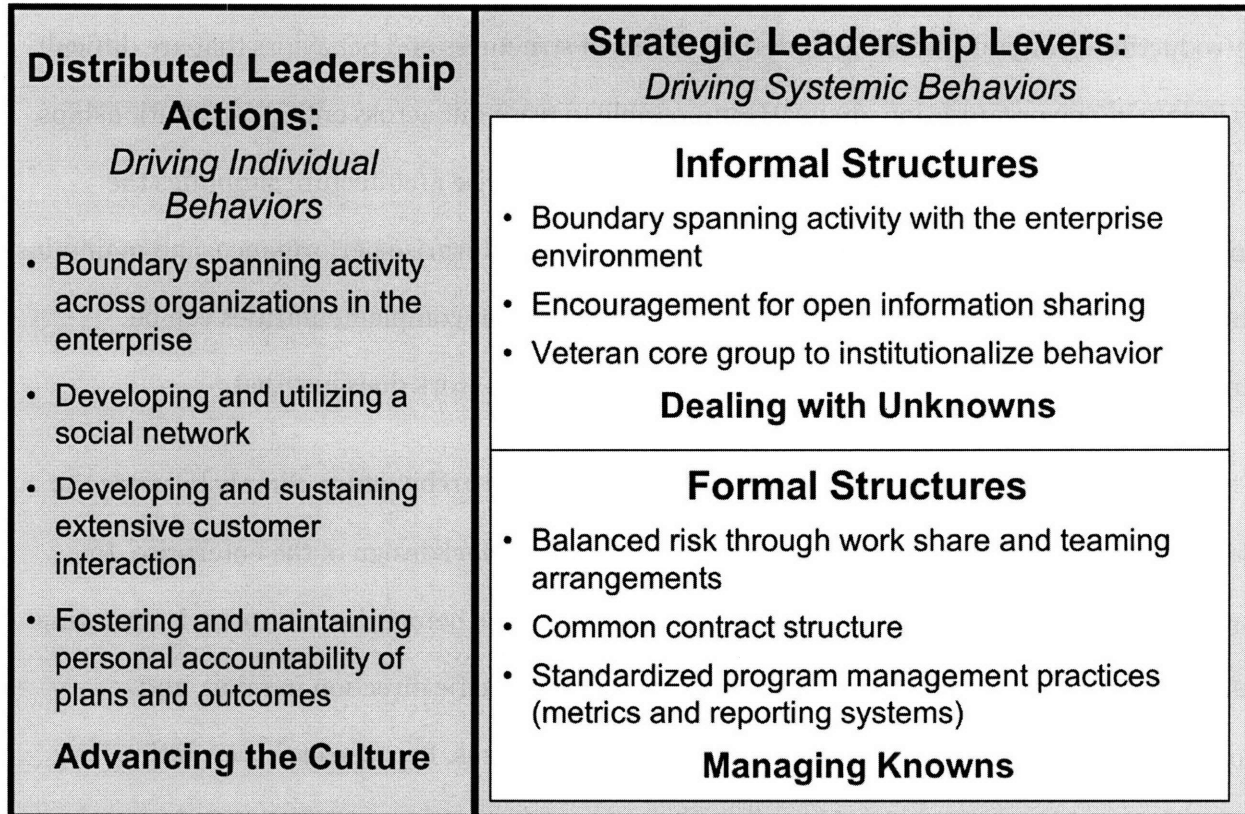 Distributed Leadership
Actions:
Driving Individual
Behaviors
• Boundary spanning activity
across organizations in the
enterprise
• Developing and utilizing a
social network
• Developing and sustaining
extensive customer
interaction
• Fostering and maintaining
personal accountability of
plans and outcomes
Advancing the Culture
Strategic Leadership Levers:
Driving Systemic Behaviors
Informal Structures
• Boundary spanning activity with the enterprise
environment
• Encouragement for open information sharing
• Veteran core group to institutionalize behavior
Dealing with Unknowns
Formal Structures
• Balanced risk through work share and teaming
arrangements
• Common contract structure
• Standardized program management practices
(metrics and reporting systems)
Managing Knowns